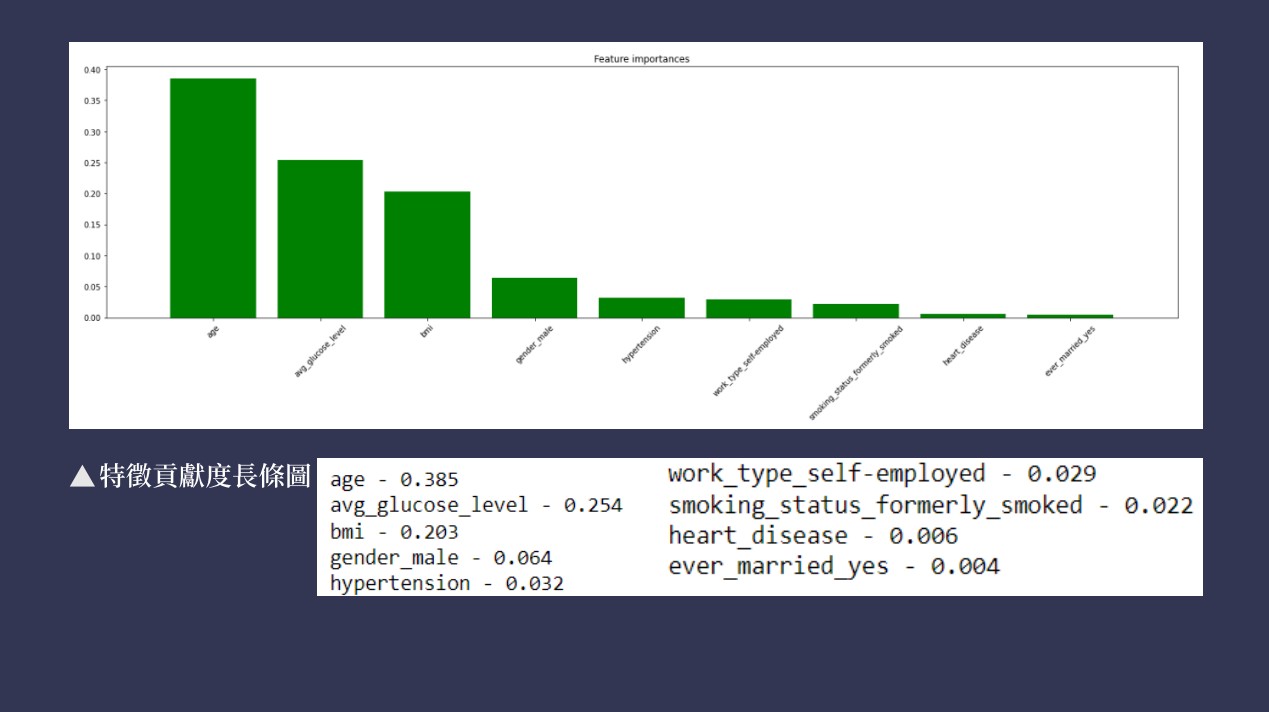 Feature importances
0.40
0.35
0.30
0.25
0.20
0.15
0.10
0.05
0.00
age
avg_glucose_level
bmi
gender_male
hypertension
work_type_self-employed
smoking_status_formerly_smoked
heart_disease
ever_married_yes
▲特徵貢獻度長條圖
age - 0.385
avg_glucose_level - 0.254
bmi - 0.203
gender_male - 0.064
hypertension - 0.032
work_type_self-employed - 0.029
smoking_status_formerly_smoked - 0.022
heart_disease - 0.006
ever_married_yes - 0.004